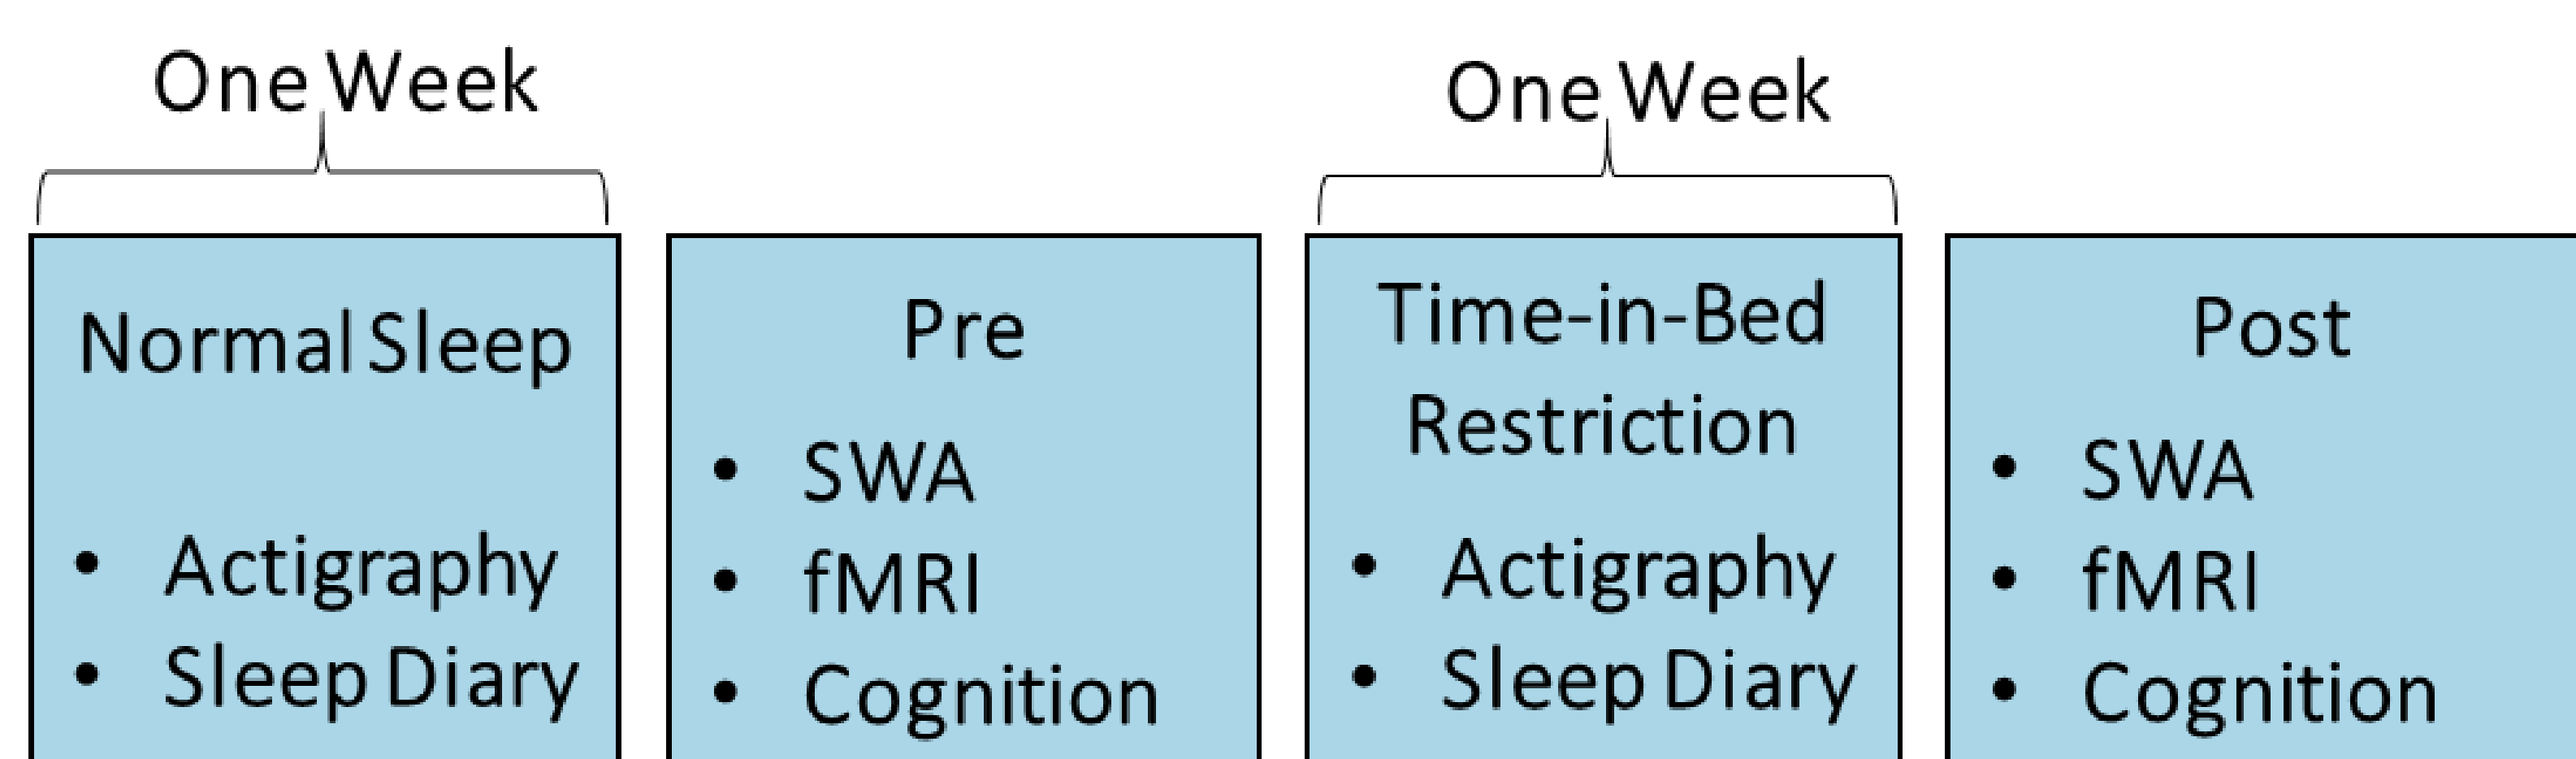 One Week
One Week
Normal Sleep
• Actigraphy
• Sleep Diary
Pre
• SWA
• fMRI
• Cognition
Time-in-Bed
Restriction
• Actigraphy
• Sleep Diary
Post
• SWA
• fMRI
• Cognition